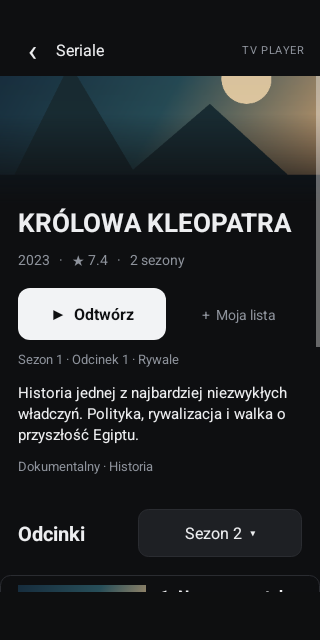 ‹ Seriale TV PLAYER
KRÓLOWA KLEOPATRA
2023 · ★ 7.4 · 2 sezony
▶ Odtwórz + Moja lista
Sezon 1 · Odcinek 1 · Rywale
Historia jednej z najbardziej niezwykłych
władczyń. Polityka, rywalizacja i walka o
przyszłość Egiptu.
Dokumentalny · Historia
Odcinki Sezon 2 ▾